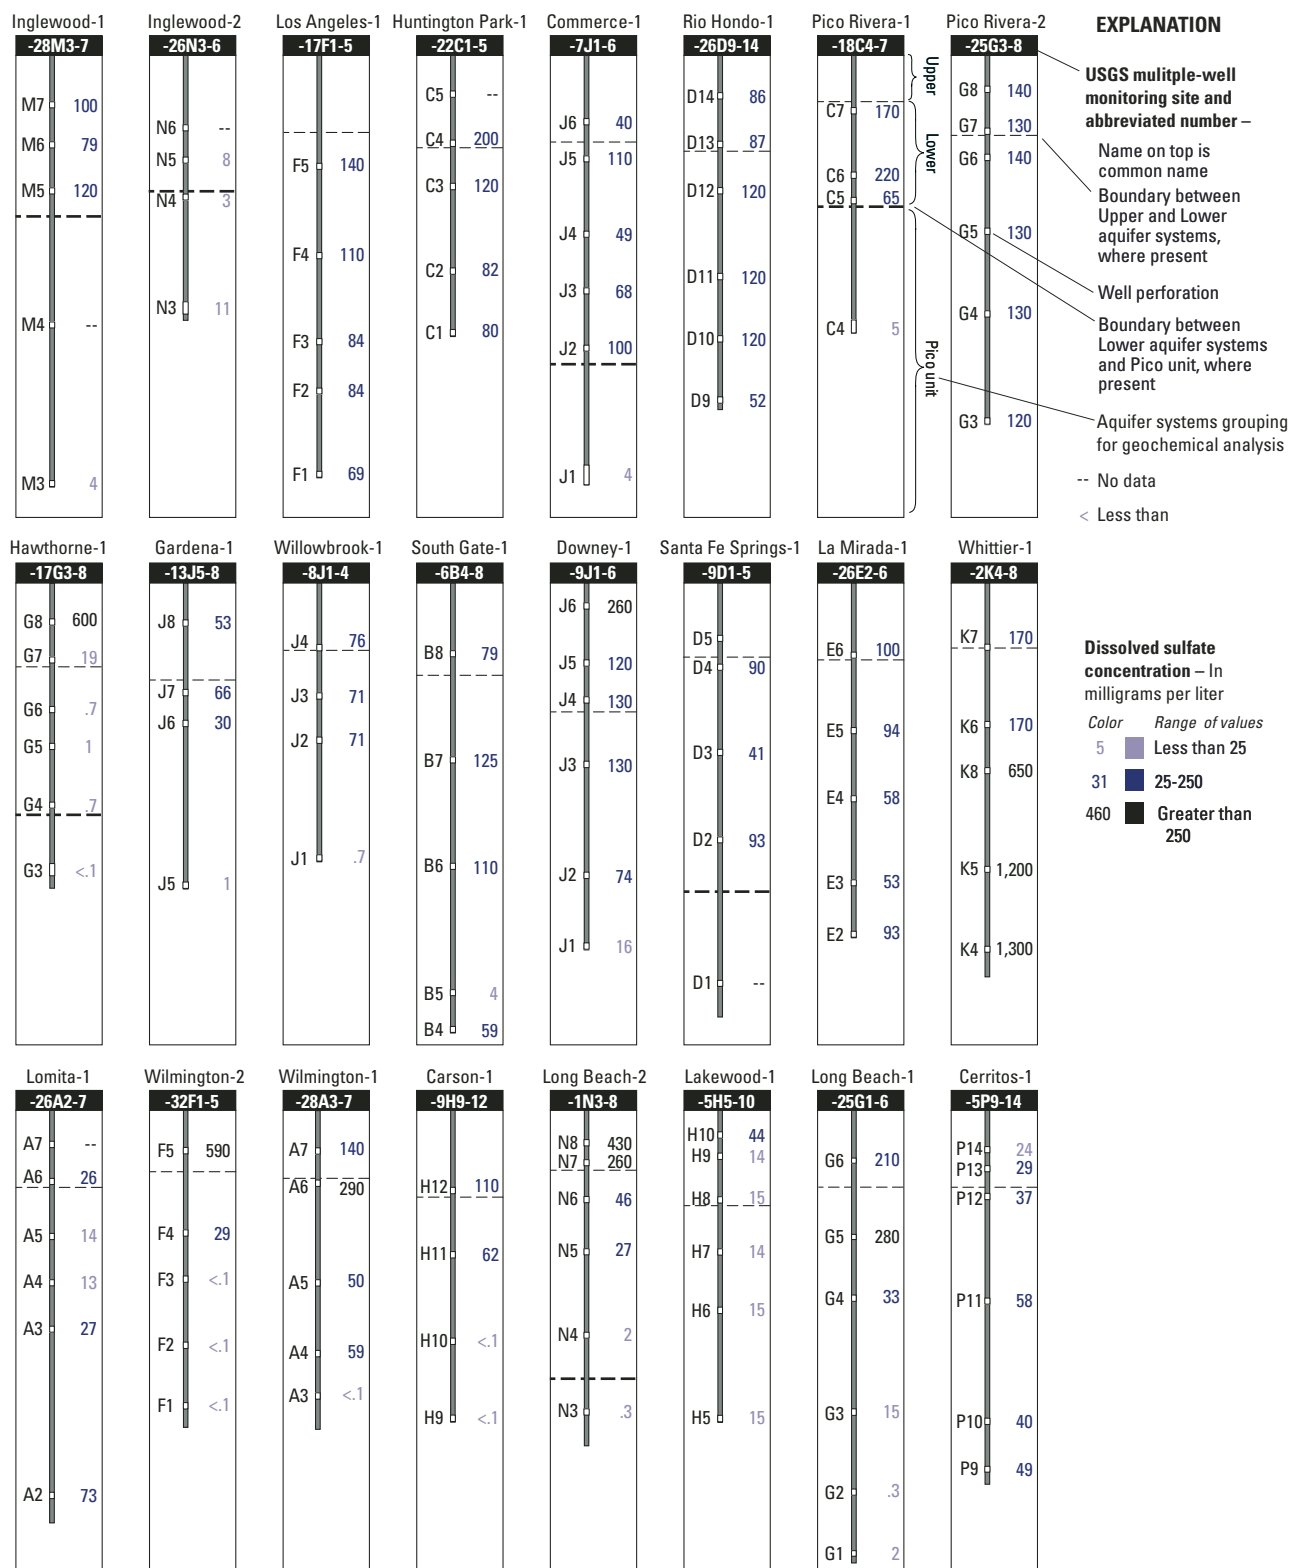 Inglewood-1
-28M3-7
M7 100
M6 79
M5 120
M4 --
M3 4
Inglewood-2
-26N3-6
N6 --
N5 8
N4 3
N3 11
Los Angeles-1
-17F1-5
F5 140
F4 110
F3 84
F2 84
F1 69
Huntington Park-1
-22C1-5
C5 --
C4 200
C3 120
C2 82
C1 80
Commerce-1
-7J1-6
J6 40
J5 110
J4 49
J3 68
J2 100
J1 4
Rio Hondo-1
-26D9-14
D14 86
D13 87
D12 120
D11 120
D10 120
D9 52
Pico Rivera-1
-18C4-7
C7 170
C6 220
C5 65
C4 5
Upper
Lower
Pico unit
Pico Rivera-2
-25G3-8
G8 140
G7 130
G6 140
G5 130
G4 130
G3 120
EXPLANATION
USGS mulitple-well
monitoring site and
abbreviated number –
Name on top is
common name
Boundary between
Upper and Lower
aquifer systems,
where present
Well perforation
Boundary between
Lower aquifer systems
and Pico unit, where
present
Aquifer systems grouping
for geochemical analysis
-- No data
< Less than
Hawthorne-1
-17G3-8
G8 600
G7 19
G6 .7
G5 1
G4 .7
G3 <.1
Gardena-1
-13J5-8
J8 53
J7 66
J6 30
J5 1
Willowbrook-1
-8J1-4
J4 76
J3 71
J2 71
J1 .7
South Gate-1
-6B4-8
B8 79
B7 125
B6 110
B5 4
B4 59
Downey-1
-9J1-6
J6 260
J5 120
J4 130
J3 130
J2 74
J1 16
Santa Fe Springs-1
-9D1-5
D5
D4 90
D3 41
D2 93
D1 --
La Mirada-1
-26E2-6
E6 100
E5 94
E4 58
E3 53
E2 93
Whittier-1
-2K4-8
K7 170
K6 170
K8 650
K5 1,200
K4 1,300
Dissolved sulfate
concentration – In
milligrams per liter
Color Range of values
5 Less than 25
31 25-250
460 Greater than
250
Lomita-1
-26A2-7
A7 --
A6 26
A5 14
A4 13
A3 27
A2 73
Wilmington-2
-32F1-5
F5 590
F4 29
F3 <.1
F2 <.1
F1 <.1
Wilmington-1
-28A3-7
A7 140
A6 290
A5 50
A4 59
A3 <.1
Carson-1
-9H9-12
H12 110
H11 62
H10 <.1
H9 <.1
Long Beach-2
-1N3-8
N8 430
N7 260
N6 46
N5 27
N4 2
N3 .3
Lakewood-1
-5H5-10
H10 44
H9 14
H8 15
H7 14
H6 15
H5 15
Long Beach-1
-25G1-6
G6 210
G5 280
G4 33
G3 15
G2 .3
G1 2
Cerritos-1
-5P9-14
P14 24
P13 29
P12 37
P11 58
P10 40
P9 49